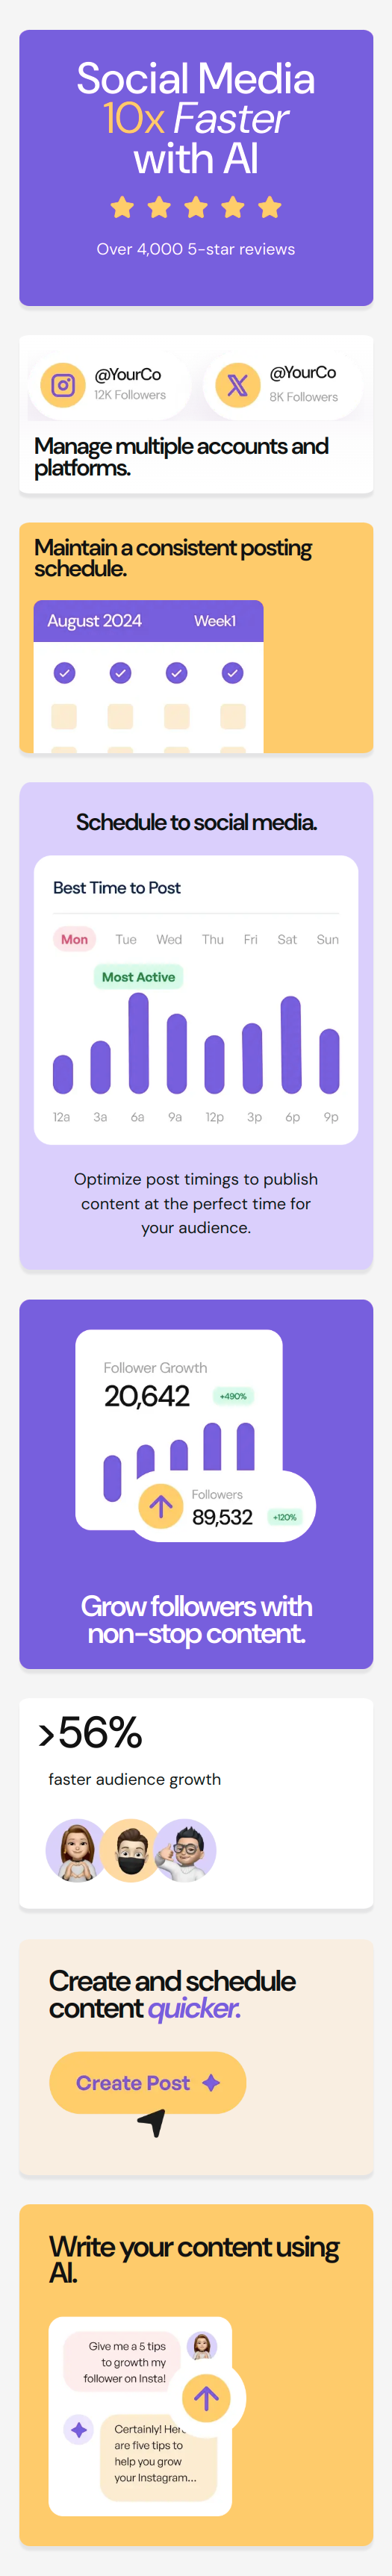 Social Media
10x Faster
with AI
Over 4,000 5-star reviews
@YourCo
12K Followers
@YourCo
8K Followers
Manage multiple accounts and
platforms.
Maintain a consistent posting
schedule.
August 2024 Week1
Schedule to social media.
Best Time to Post
Mon Tue Wed Thu Fri Sat Sun
Most Active
12a 3a 6a 9a 12p 3p 6p 9p
Optimize post timings to publish
content at the perfect time for
your audience.
Follower Growth
20,642 +490%
Followers
89,532 +120%
Grow followers with
non-stop content.
>56%
faster audience growth
Create and schedule
content quicker.
Create Post
Write your content using
AI.
Give me a 5 tips
to growth my
follower on Insta!
Certainly! Here
are five tips to
help you grow
your Instagram...